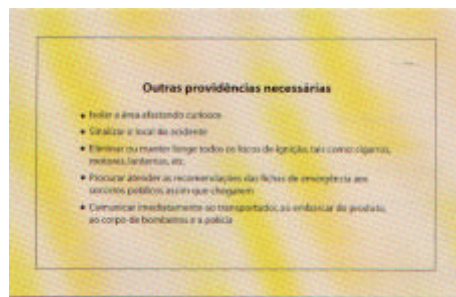 Outras providências necessárias
• Isolar a área afastando curiosos
• Sinalizar o local do acidente
• Eliminar ou manter longe todos os focos de ignição, tais como: cigarros,
motores, lanternas, etc.
• Procurar atender as recomendações das fichas de emergência aos
socorros públicos assim que chegarem
• Comunicar imediatamente ao transportador, ao embarcador do produto,
ao corpo de bombeiros e a polícia